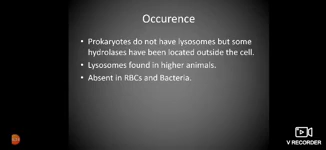 Occurence
• Prokaryotes do not have lysosomes but some
hydrolases have been located outside the cell.
• Lysosomes found in higher animals.
• Absent in RBCs and Bacteria.
V RECORDER